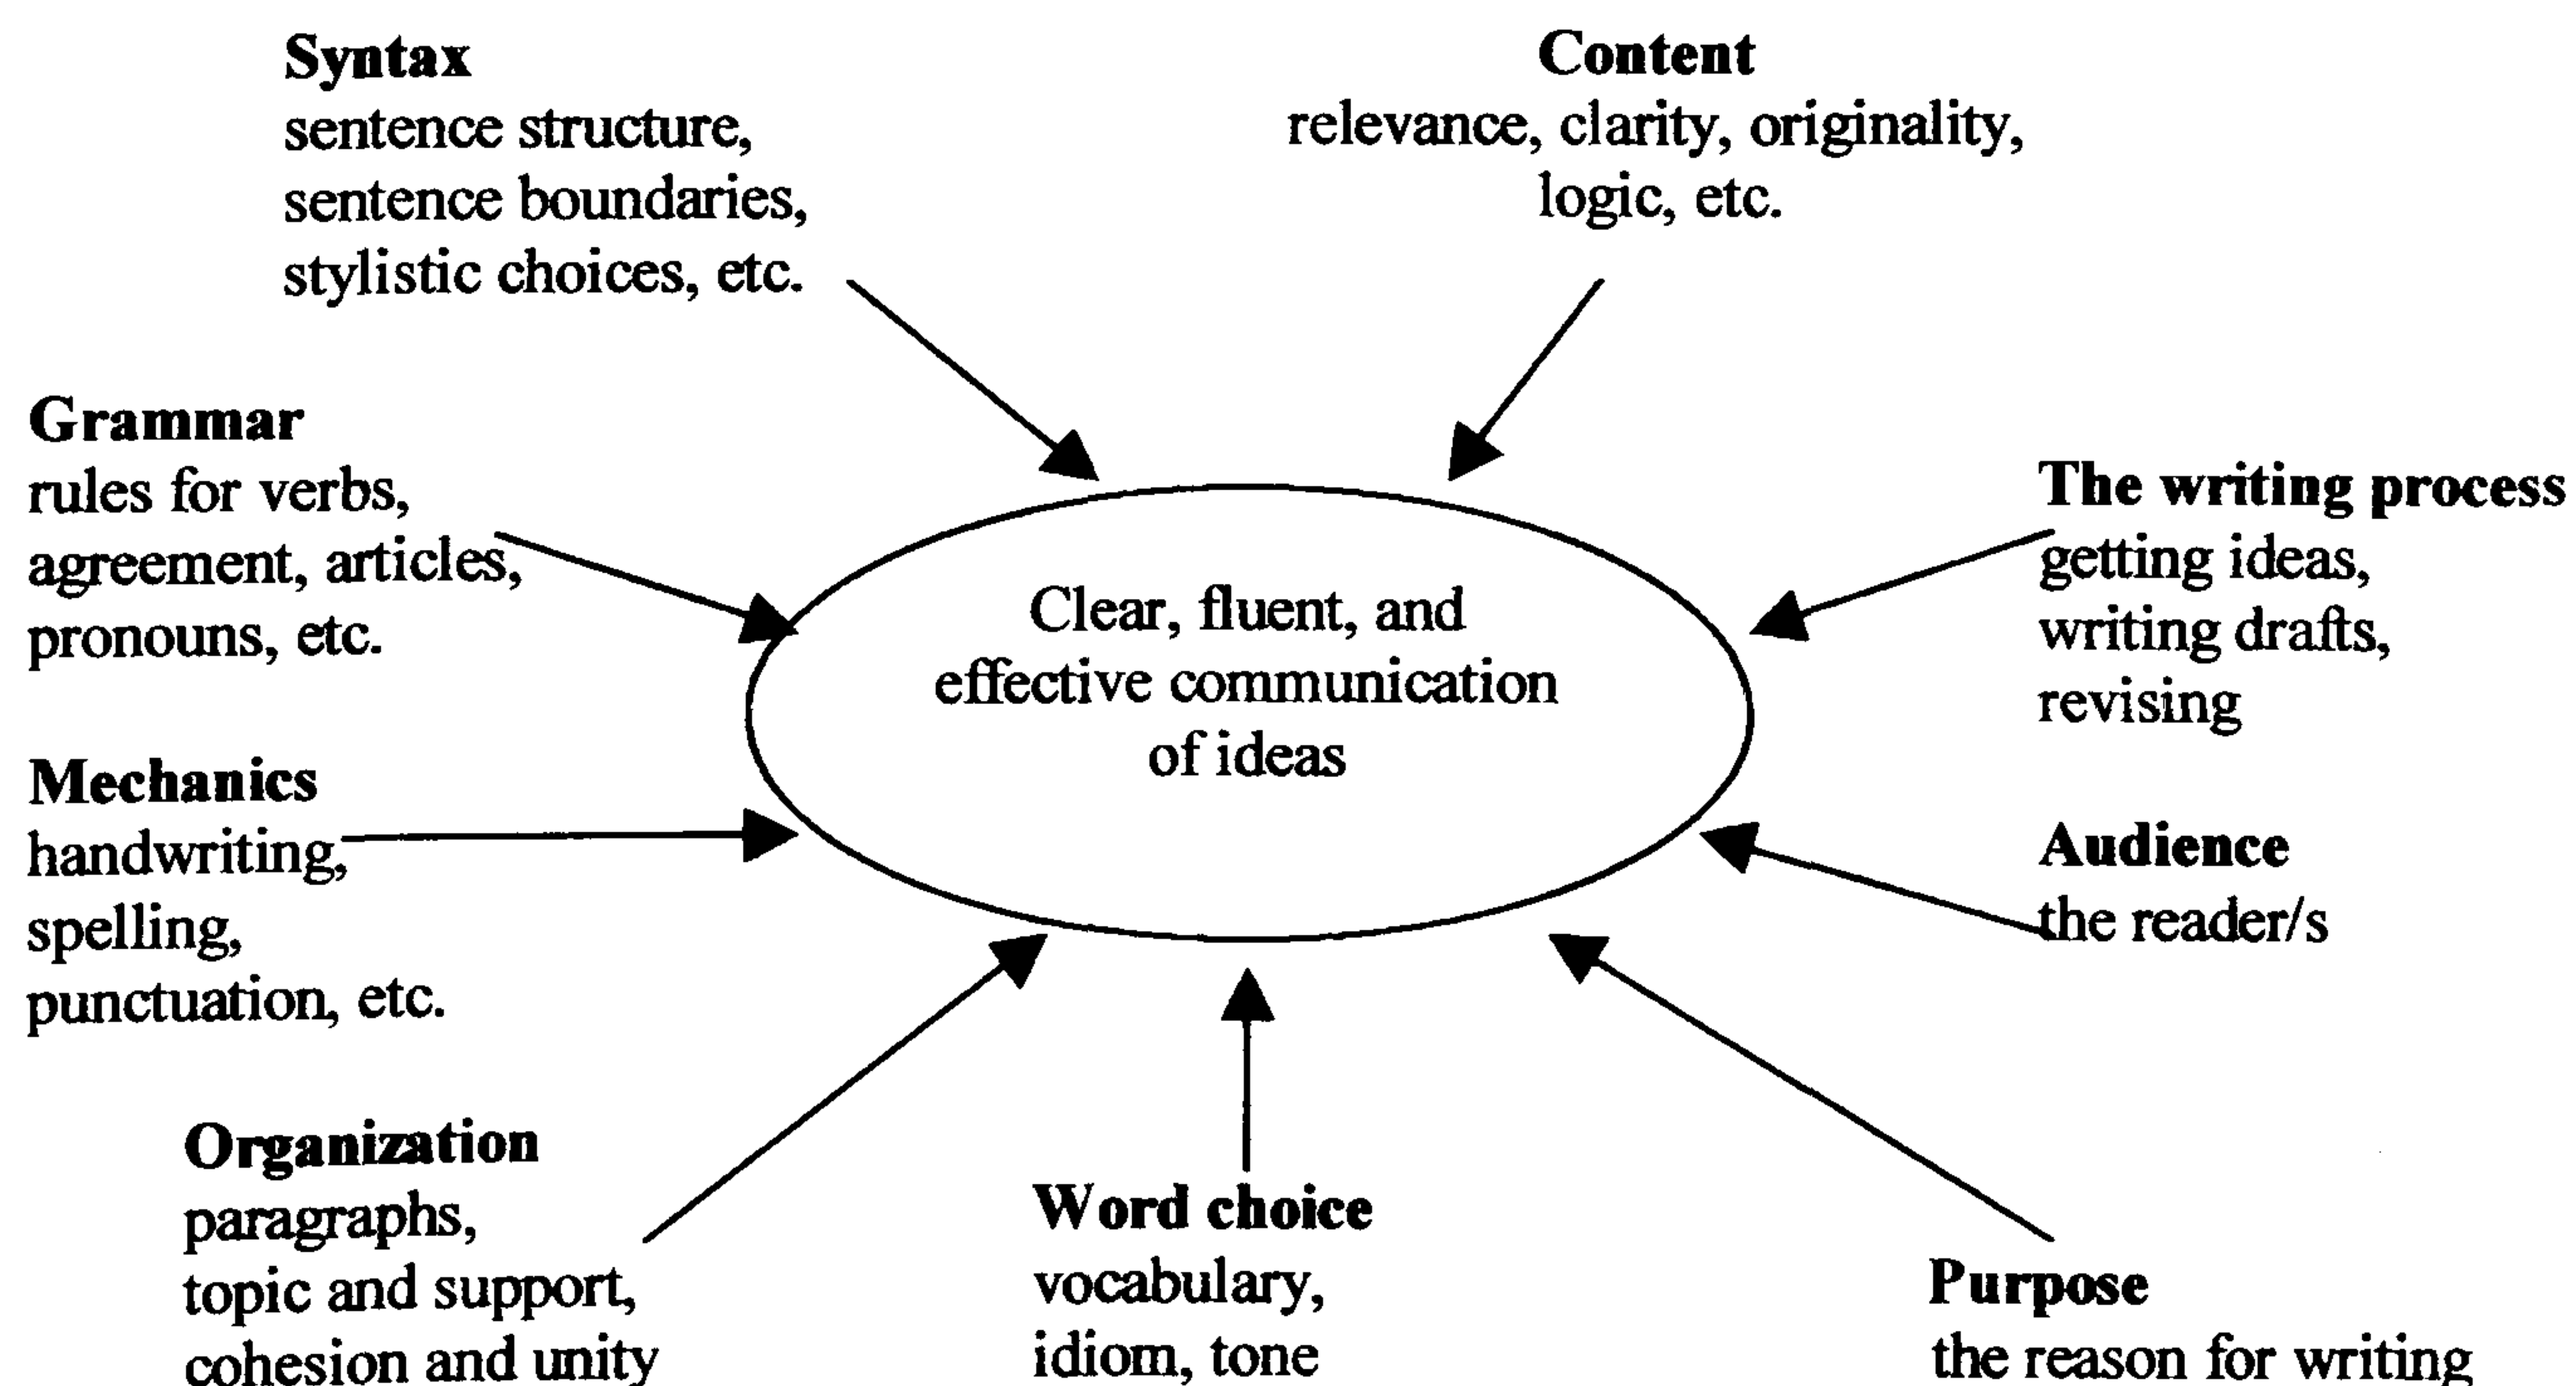 Syntax
sentence structure,
sentence boundaries,
stylistic choices, etc.
Content
relevance, clarity, originality,
logic, etc.
Grammar
rules for verbs,
agreement, articles,
pronouns, etc.
The writing process
getting ideas,
writing drafts,
revising
Clear, fluent, and
effective communication
of ideas
Mechanics
handwriting,
spelling,
punctuation, etc.
Audience
the reader/s
Organization
paragraphs,
topic and support,
cohesion and unity
Word choice
vocabulary,
idiom, tone
Purpose
the reason for writing